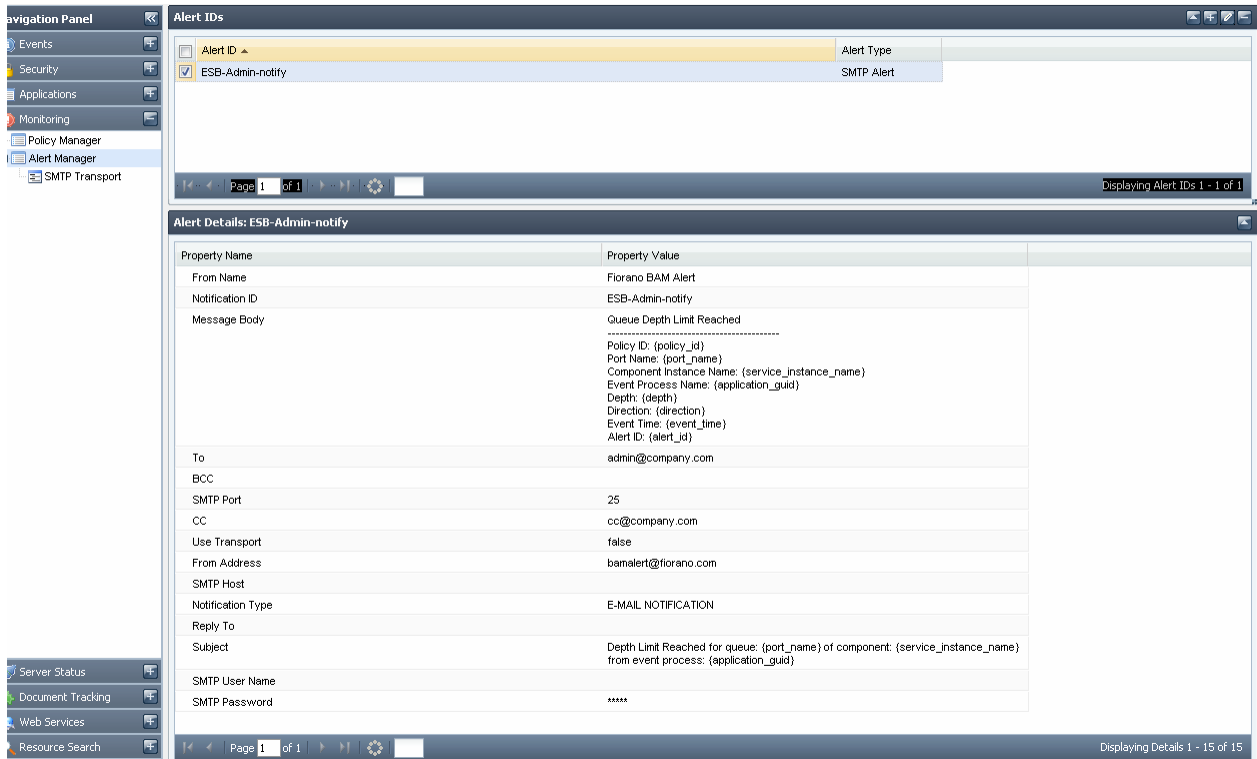 avigation Panel
Events
Security
Applications
Monitoring
Policy Manager
Alert Manager
SMTP Transport
Server Status
Document Tracking
Web Services
Resource Search
Alert IDs
Alert ID Alert Type
ESB-Admin-notify SMTP Alert
Page 1 of 1 Displaying Alert IDs 1 - 1 of 1
Alert Details: ESB-Admin-notify
Property Name Property Value
From Name Fiorano BAM Alert
Notification ID ESB-Admin-notify
Message Body Queue Depth Limit Reached
-------------------------------------------
Policy ID: {policy_id}
Port Name: {port_name}
Component Instance Name: {service_instance_name}
Event Process Name: {application_guid}
Depth: {depth}
Direction: {direction}
Event Time: {event_time}
Alert ID: {alert_id}
To admin@company.com
BCC
SMTP Port 25
CC cc@company.com
Use Transport false
From Address bamalert@fiorano.com
SMTP Host
Notification Type E-MAIL NOTIFICATION
Reply To
Subject Depth Limit Reached for queue: {port_name} of component: {service_instance_name}
from event process: {application_guid}
SMTP User Name
SMTP Password *****
Page 1 of 1 Displaying Details 1 - 15 of 15